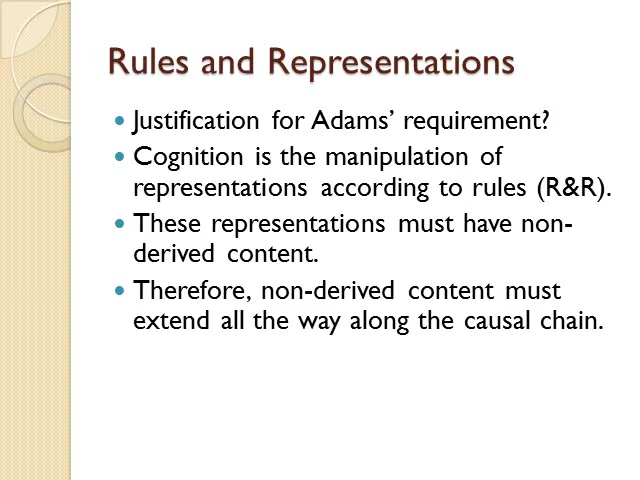 Rules and Representations
Justification for Adams’ requirement?
Cognition is the manipulation of
representations according to rules (R&R).
These representations must have non-
derived content.
Therefore, non-derived content must
extend all the way along the causal chain.